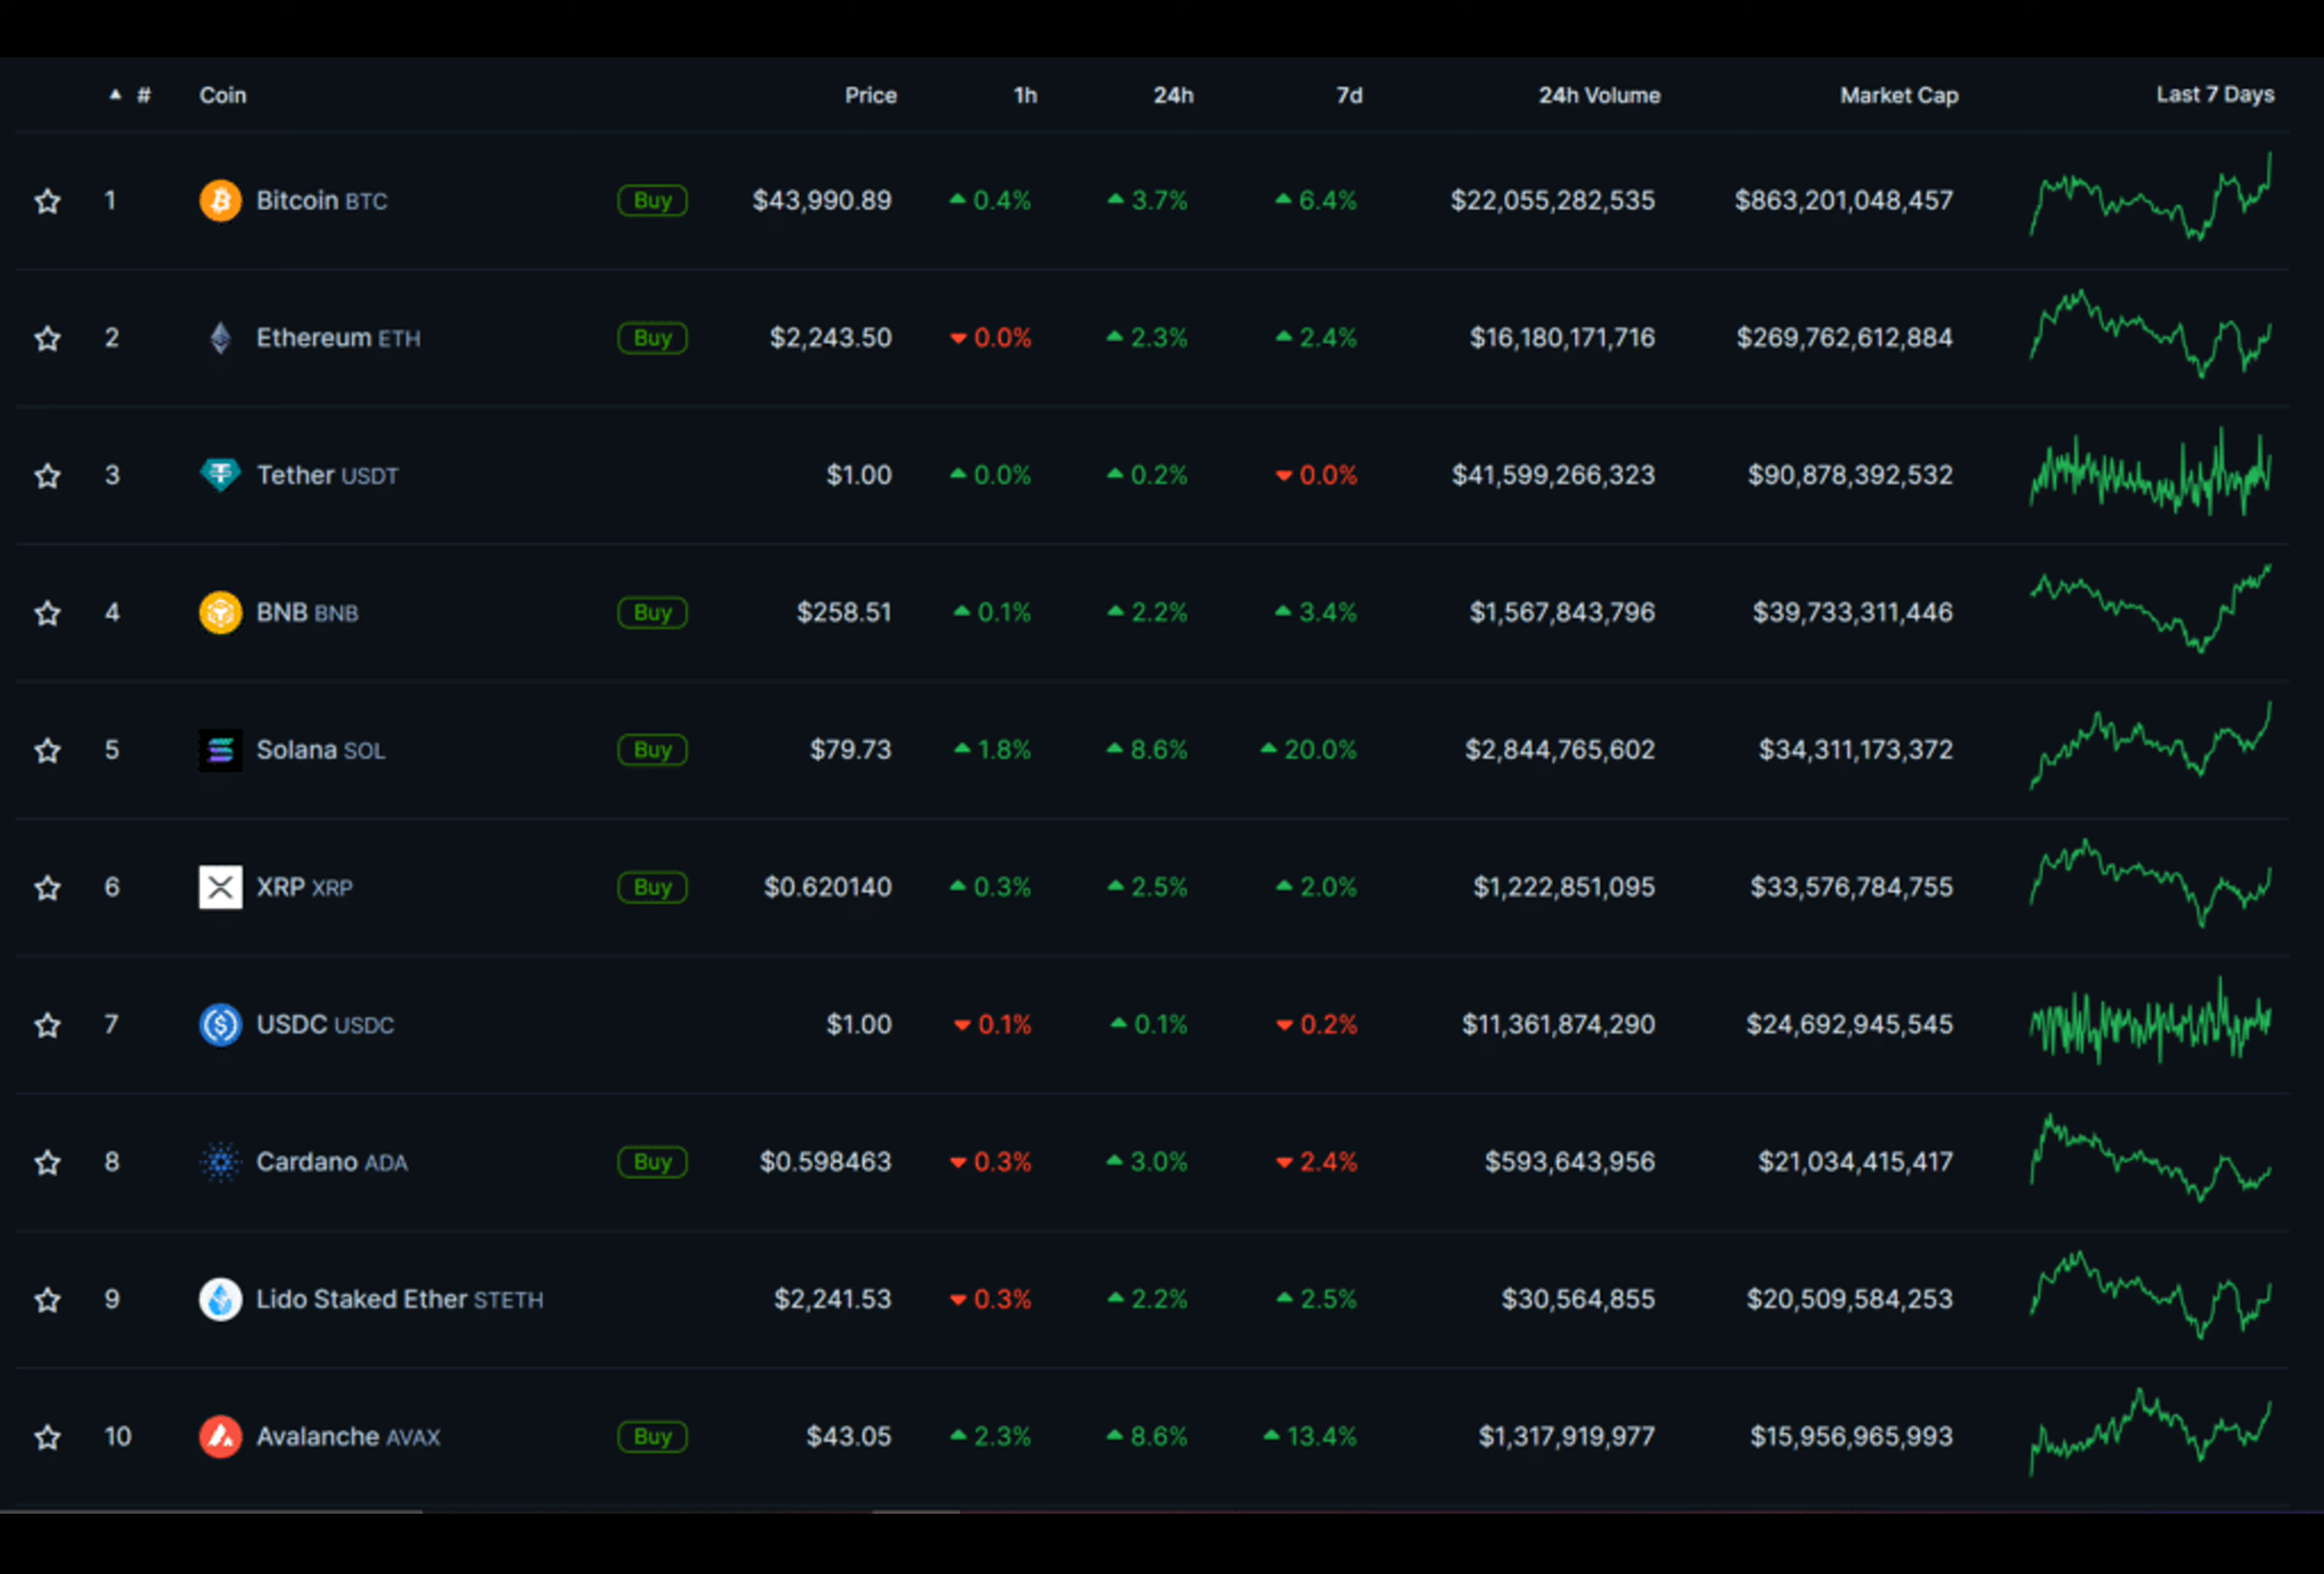 ▲ # Coin Price 1h 24h 7d 24h Volume Market Cap Last 7 Days
1 Bitcoin BTC Buy $43,990.89 ▲ 0.4% ▲ 3.7% ▲ 6.4% $22,055,282,535 $863,201,048,457
2 Ethereum ETH Buy $2,243.50 ▼ 0.0% ▲ 2.3% ▲ 2.4% $16,180,171,716 $269,762,612,884
3 Tether USDT $1.00 ▲ 0.0% ▲ 0.2% ▼ 0.0% $41,599,266,323 $90,878,392,532
4 BNB BNB Buy $258.51 ▲ 0.1% ▲ 2.2% ▲ 3.4% $1,567,843,796 $39,733,311,446
5 Solana SOL Buy $79.73 ▲ 1.8% ▲ 8.6% ▲ 20.0% $2,844,765,602 $34,311,173,372
6 XRP XRP Buy $0.620140 ▲ 0.3% ▲ 2.5% ▲ 2.0% $1,222,851,095 $33,576,784,755
7 USDC USDC $1.00 ▼ 0.1% ▲ 0.1% ▼ 0.2% $11,361,874,290 $24,692,945,545
8 Cardano ADA Buy $0.598463 ▼ 0.3% ▲ 3.0% ▼ 2.4% $593,643,956 $21,034,415,417
9 Lido Staked Ether STETH $2,241.53 ▼ 0.3% ▲ 2.2% ▲ 2.5% $30,564,855 $20,509,584,253
10 Avalanche AVAX Buy $43.05 ▲ 2.3% ▲ 8.6% ▲ 13.4% $1,317,919,977 $15,956,965,993